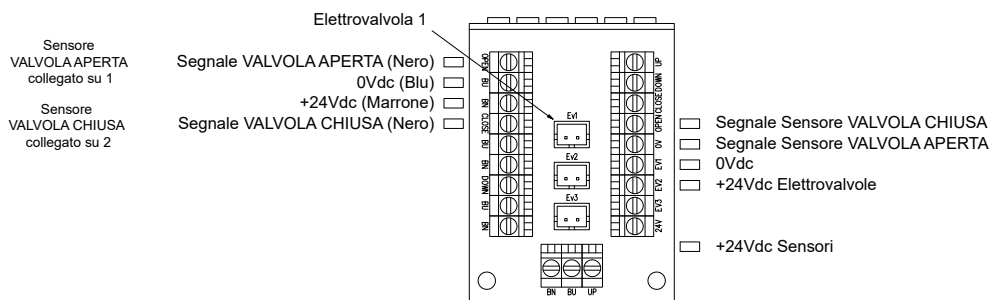 Elettrovalvola 1
Sensore
VALVOLA APERTA
collegato su 1
Sensore
VALVOLA CHIUSA
collegato su 2
Segnale VALVOLA APERTA (Nero)
0Vdc (Blu)
+24Vdc (Marrone)
Segnale VALVOLA CHIUSA (Nero)
OPEN
BU
BN
CLOSE
BU
BN
DOWN
BU
BN
Ev1
Ev2
Ev3
UP
DOWN
CLOSE
OPEN
0V
EV1
EV2
EV3
24V
Segnale Sensore VALVOLA CHIUSA
Segnale Sensore VALVOLA APERTA
0Vdc
+24Vdc Elettrovalvole
+24Vdc Sensori
BN BU UP